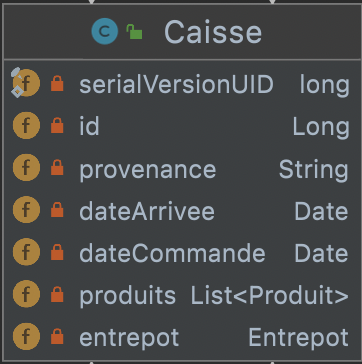 Caisse
serialVersionUID long
id Long
provenance String
dateArrivee Date
dateCommande Date
produits List<Produit>
entrepot Entrepot